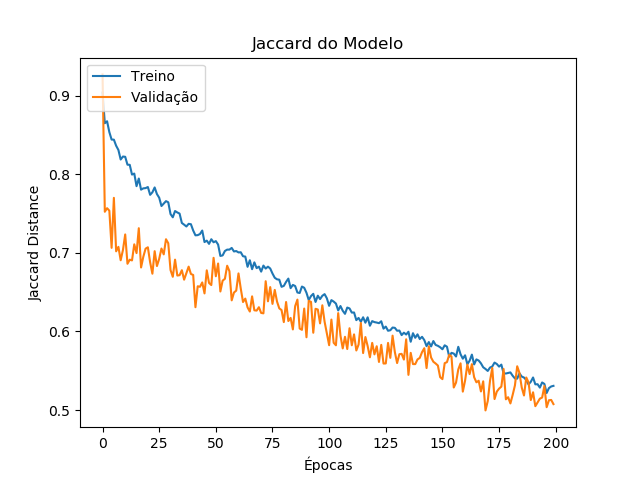 Jaccard do Modelo
Treino
Validação
0.9
0.8
0.7
0.6
0.5
Jaccard Distance
0 25 50 75 100 125 150 175 200
Épocas